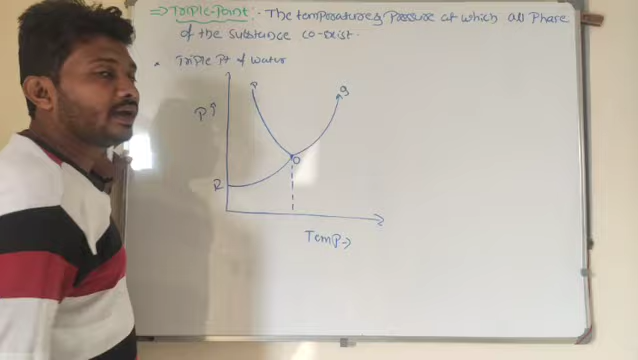 ⇒ Triple-Point :- The temperature & Pressure at which all Phase
of the substance co-exist.
• Triple Pt of Water
P↑
R
O
Temp→